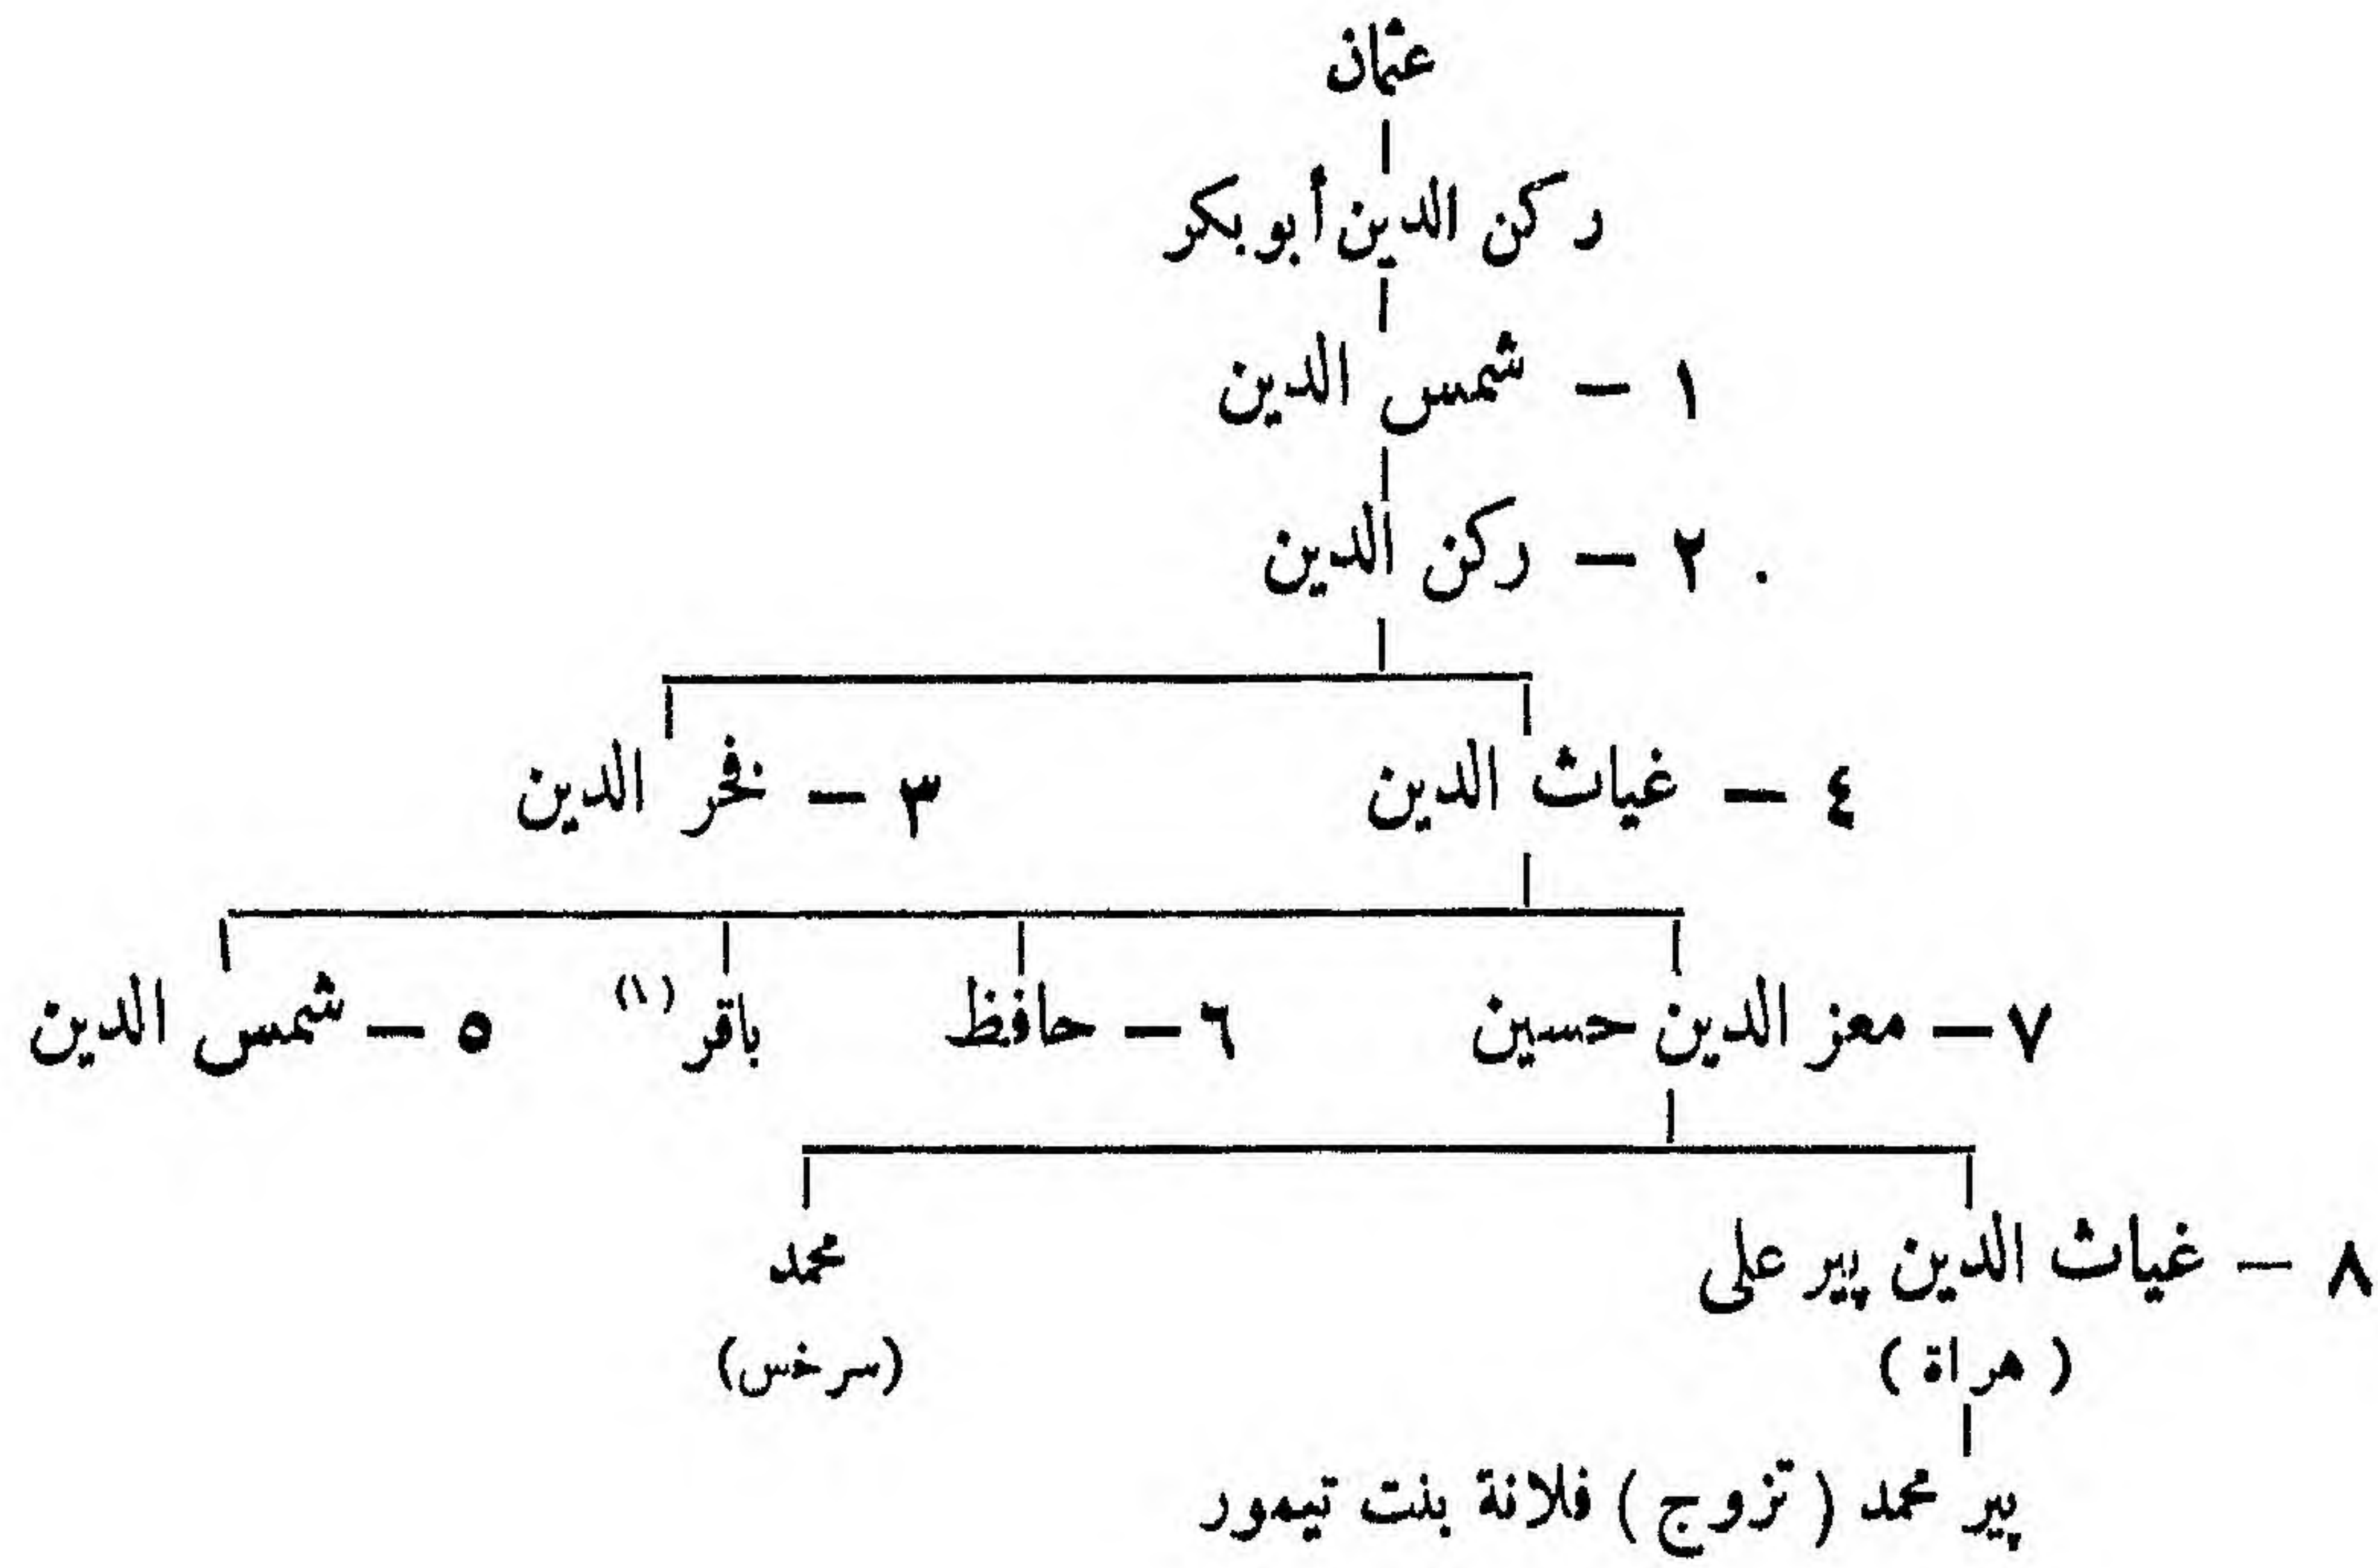 عثمان
ركن الدين أبو بكر
١ – شمس الدين
٢ – ركن الدين
٤ – غياث الدين ٣ – فخر الدين
٧ – معز الدين حسين ٦ – حافظ باقر (١) ٥ – شمس الدين
٨ – غياث الدين پير على محمد
( هراة ) (سرخس)
پير محمد ( تزوج ) فلانة بنت تيمور